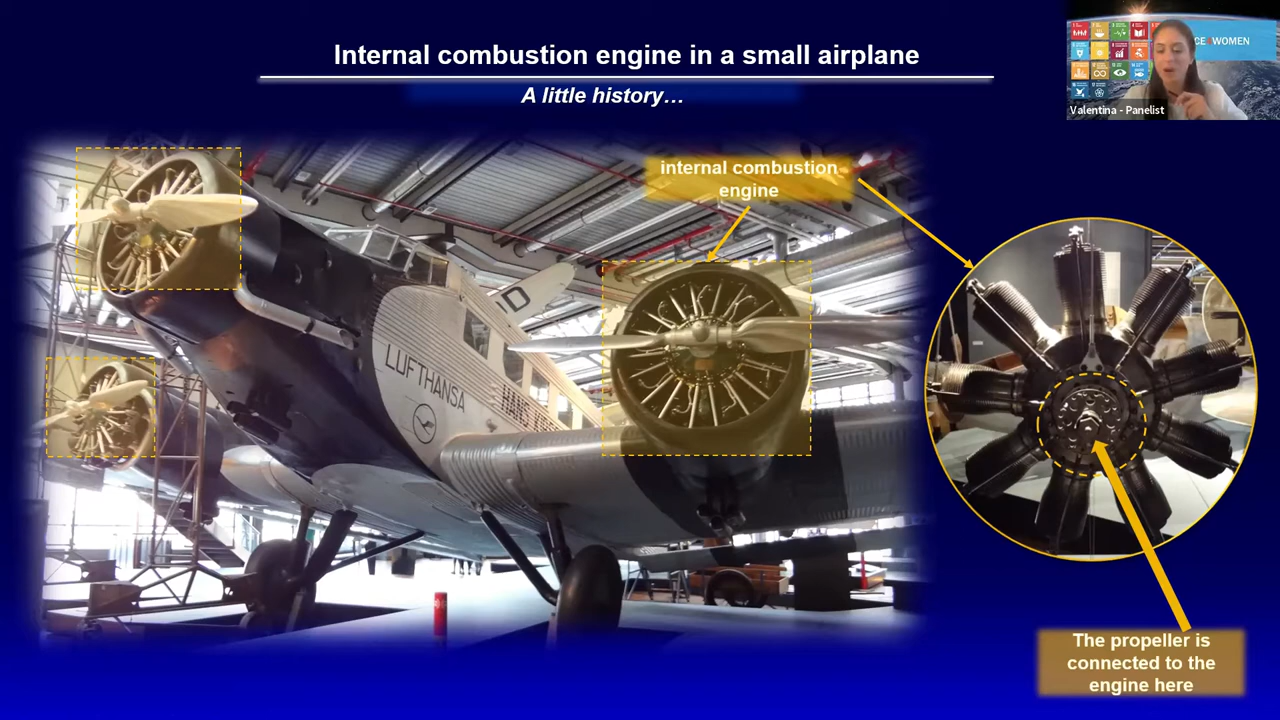 Internal combustion engine in a small airplane
A little history…
CE4WOMEN
Valentina - Panelist
internal combustion
engine
D
LUFTHANSA
HANS
The propeller is
connected to the
engine here